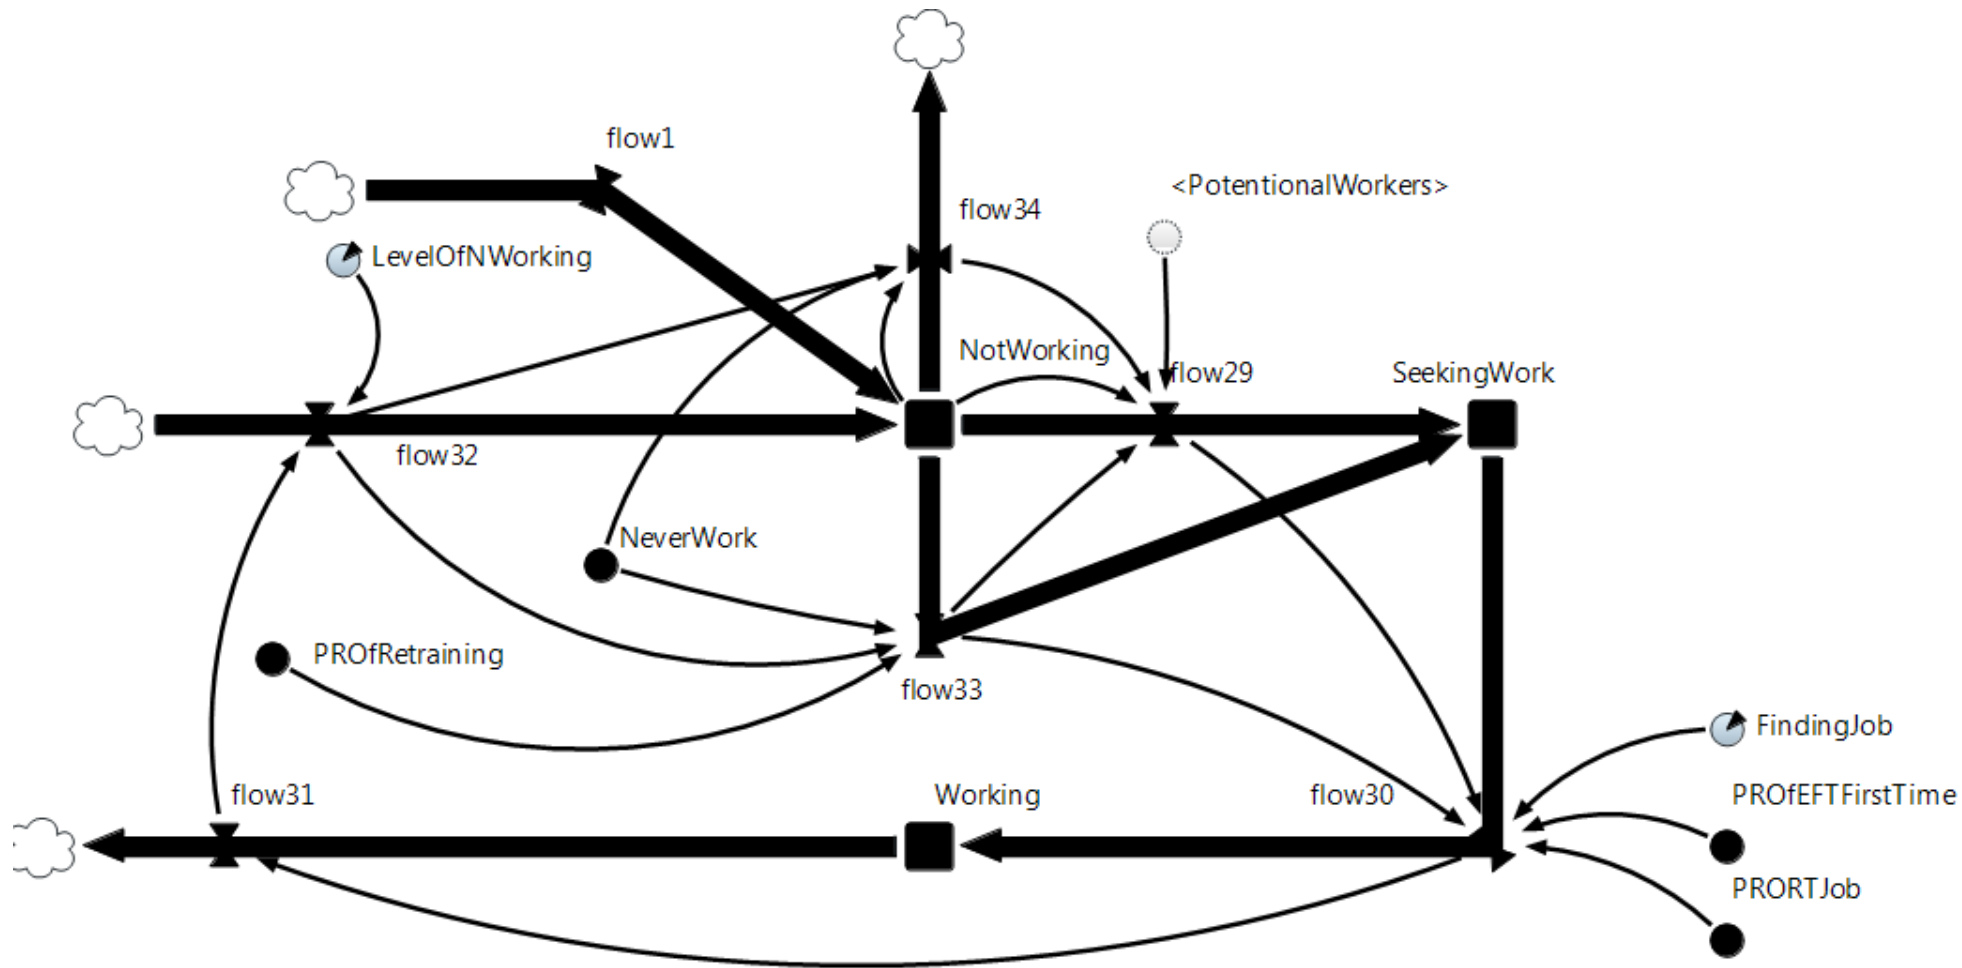 flow1
<PotentionalWorkers>
flow34
LevelOfNWorking
NotWorking
flow29
SeekingWork
flow32
NeverWork
PROfRetraining
flow33
FindingJob
flow31
Working
flow30
PROfEFTFirstTime
PRORTJob